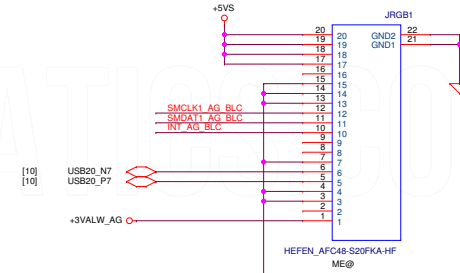 +5VS
JRGB1
20 20 GND2 22
19 19 GND1 21
18 18
17 17
16 16
15 15
14 14
13 13
SMCLK1_AG_BLC 12 12
SMDAT1_AG_BLC 11 11
INT_AG_BLC 10 10
9 9
8 8
7 7
[10] USB20_N7 6 6
[10] USB20_P7 5 5
4 4
3 3
2 2
+3VALW_AG 1 1
HEFEN_AFC48-S20FKA-HF
ME@